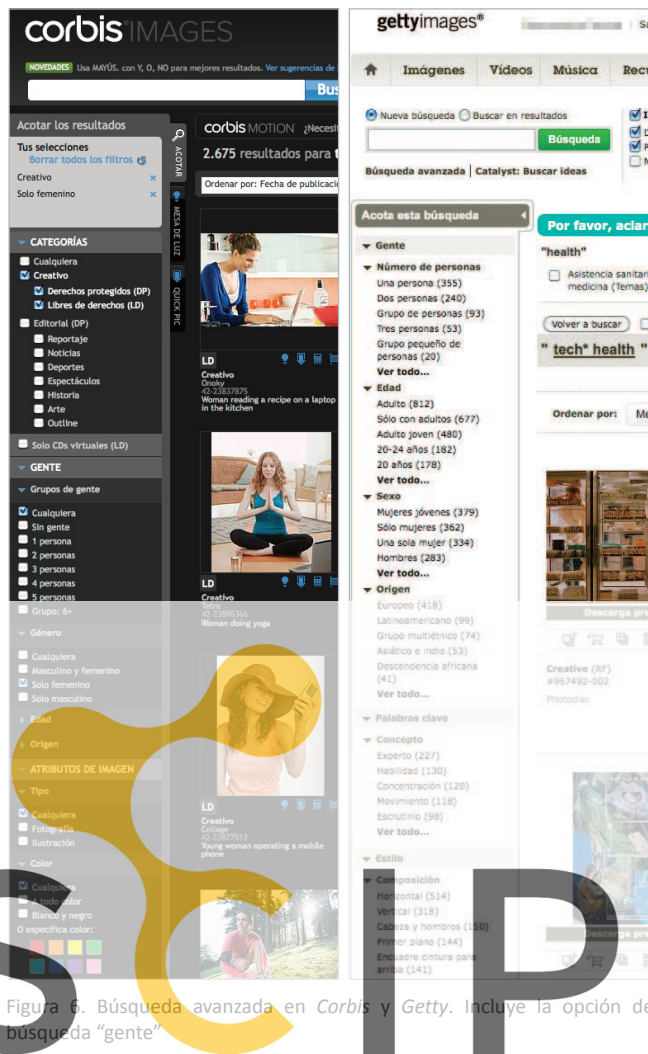 corbis IMAGES
NOVEDADES Usa MAYÚS. con Y, O, NO para mejores resultados. Ver sugerencias de
Bus
Acotar los resultados
Tus selecciones
Borrar todos los filtros
Creativo
Solo femenino
CATEGORÍAS
Cualquiera
Creativo
Derechos protegidos (DP)
Libres de derechos (LD)
Editorial (DP)
Reportaje
Noticias
Deportes
Espectáculos
Historia
Arte
Outline
Solo CDs virtuales (LD)
GENTE
Grupos de gente
Cualquiera
Sin gente
1 persona
2 personas
3 personas
4 personas
5 personas
Grupo: 6+
Género
Cualquiera
Masculino y femenino
Solo femenino
Solo masculino
Edad
Origen
ATRIBUTOS DE IMAGEN
Tipo
Cualquiera
Fotografía
Ilustración
Color
Cualquiera
A todo color
Blanco y negro
O especifica color:
ACOTAR
MESA DE LUZ
QUICK PIC
corbis MOTION ¿Necesit
2.675 resultados para t
Ordenar por: Fecha de publicació
LD
Creativo
Onoky
42-23837875
Woman reading a recipe on a laptop
in the kitchen
LD
Creativo
Tetra
42-23895366
Woman doing yoga
LD
Creativo
Collage
42-23877513
Young woman operating a mobile
phone
gettyimages®
Sa
Imágenes Vídeos Música Recu
Nueva búsqueda Buscar en resultados
Búsqueda
Búsqueda avanzada | Catalyst: Buscar ideas
I
D
P
N
Acota esta búsqueda
Gente
Número de personas
Una persona (355)
Dos personas (240)
Grupo de personas (93)
Tres personas (53)
Grupo pequeño de
personas (20)
Ver todo...
Edad
Adulto (812)
Sólo con adultos (677)
Adulto joven (480)
20-24 años (182)
20 años (178)
Ver todo...
Sexo
Mujeres jóvenes (379)
Sólo mujeres (362)
Una sola mujer (334)
Hombres (283)
Ver todo...
Origen
Europeo (418)
Latinoamericano (99)
Grupo multiétnico (74)
Asiático e indio (53)
Descendencia africana
(41)
Ver todo...
Palabras clave
Concepto
Experto (227)
Habilidad (130)
Concentración (120)
Movimiento (118)
Escrutinio (98)
Ver todo...
Estilo
Composición
Horizontal (514)
Vertical (318)
Cabeza y hombros (150)
Primer plano (144)
Encuadre cintura para
arriba (141)
Por favor, aclar
"health"
Asistencia sanitari
medicina (Temas)
Volver a buscar
" tech* health "
Ordenar por: Me
Descarga pre
Creative (RF)
#967492-002
Photodisc
Descarga pre
SCIP
Figura 6. Búsqueda avanzada en Corbis y Getty. Incluye la opción de
búsqueda “gente”